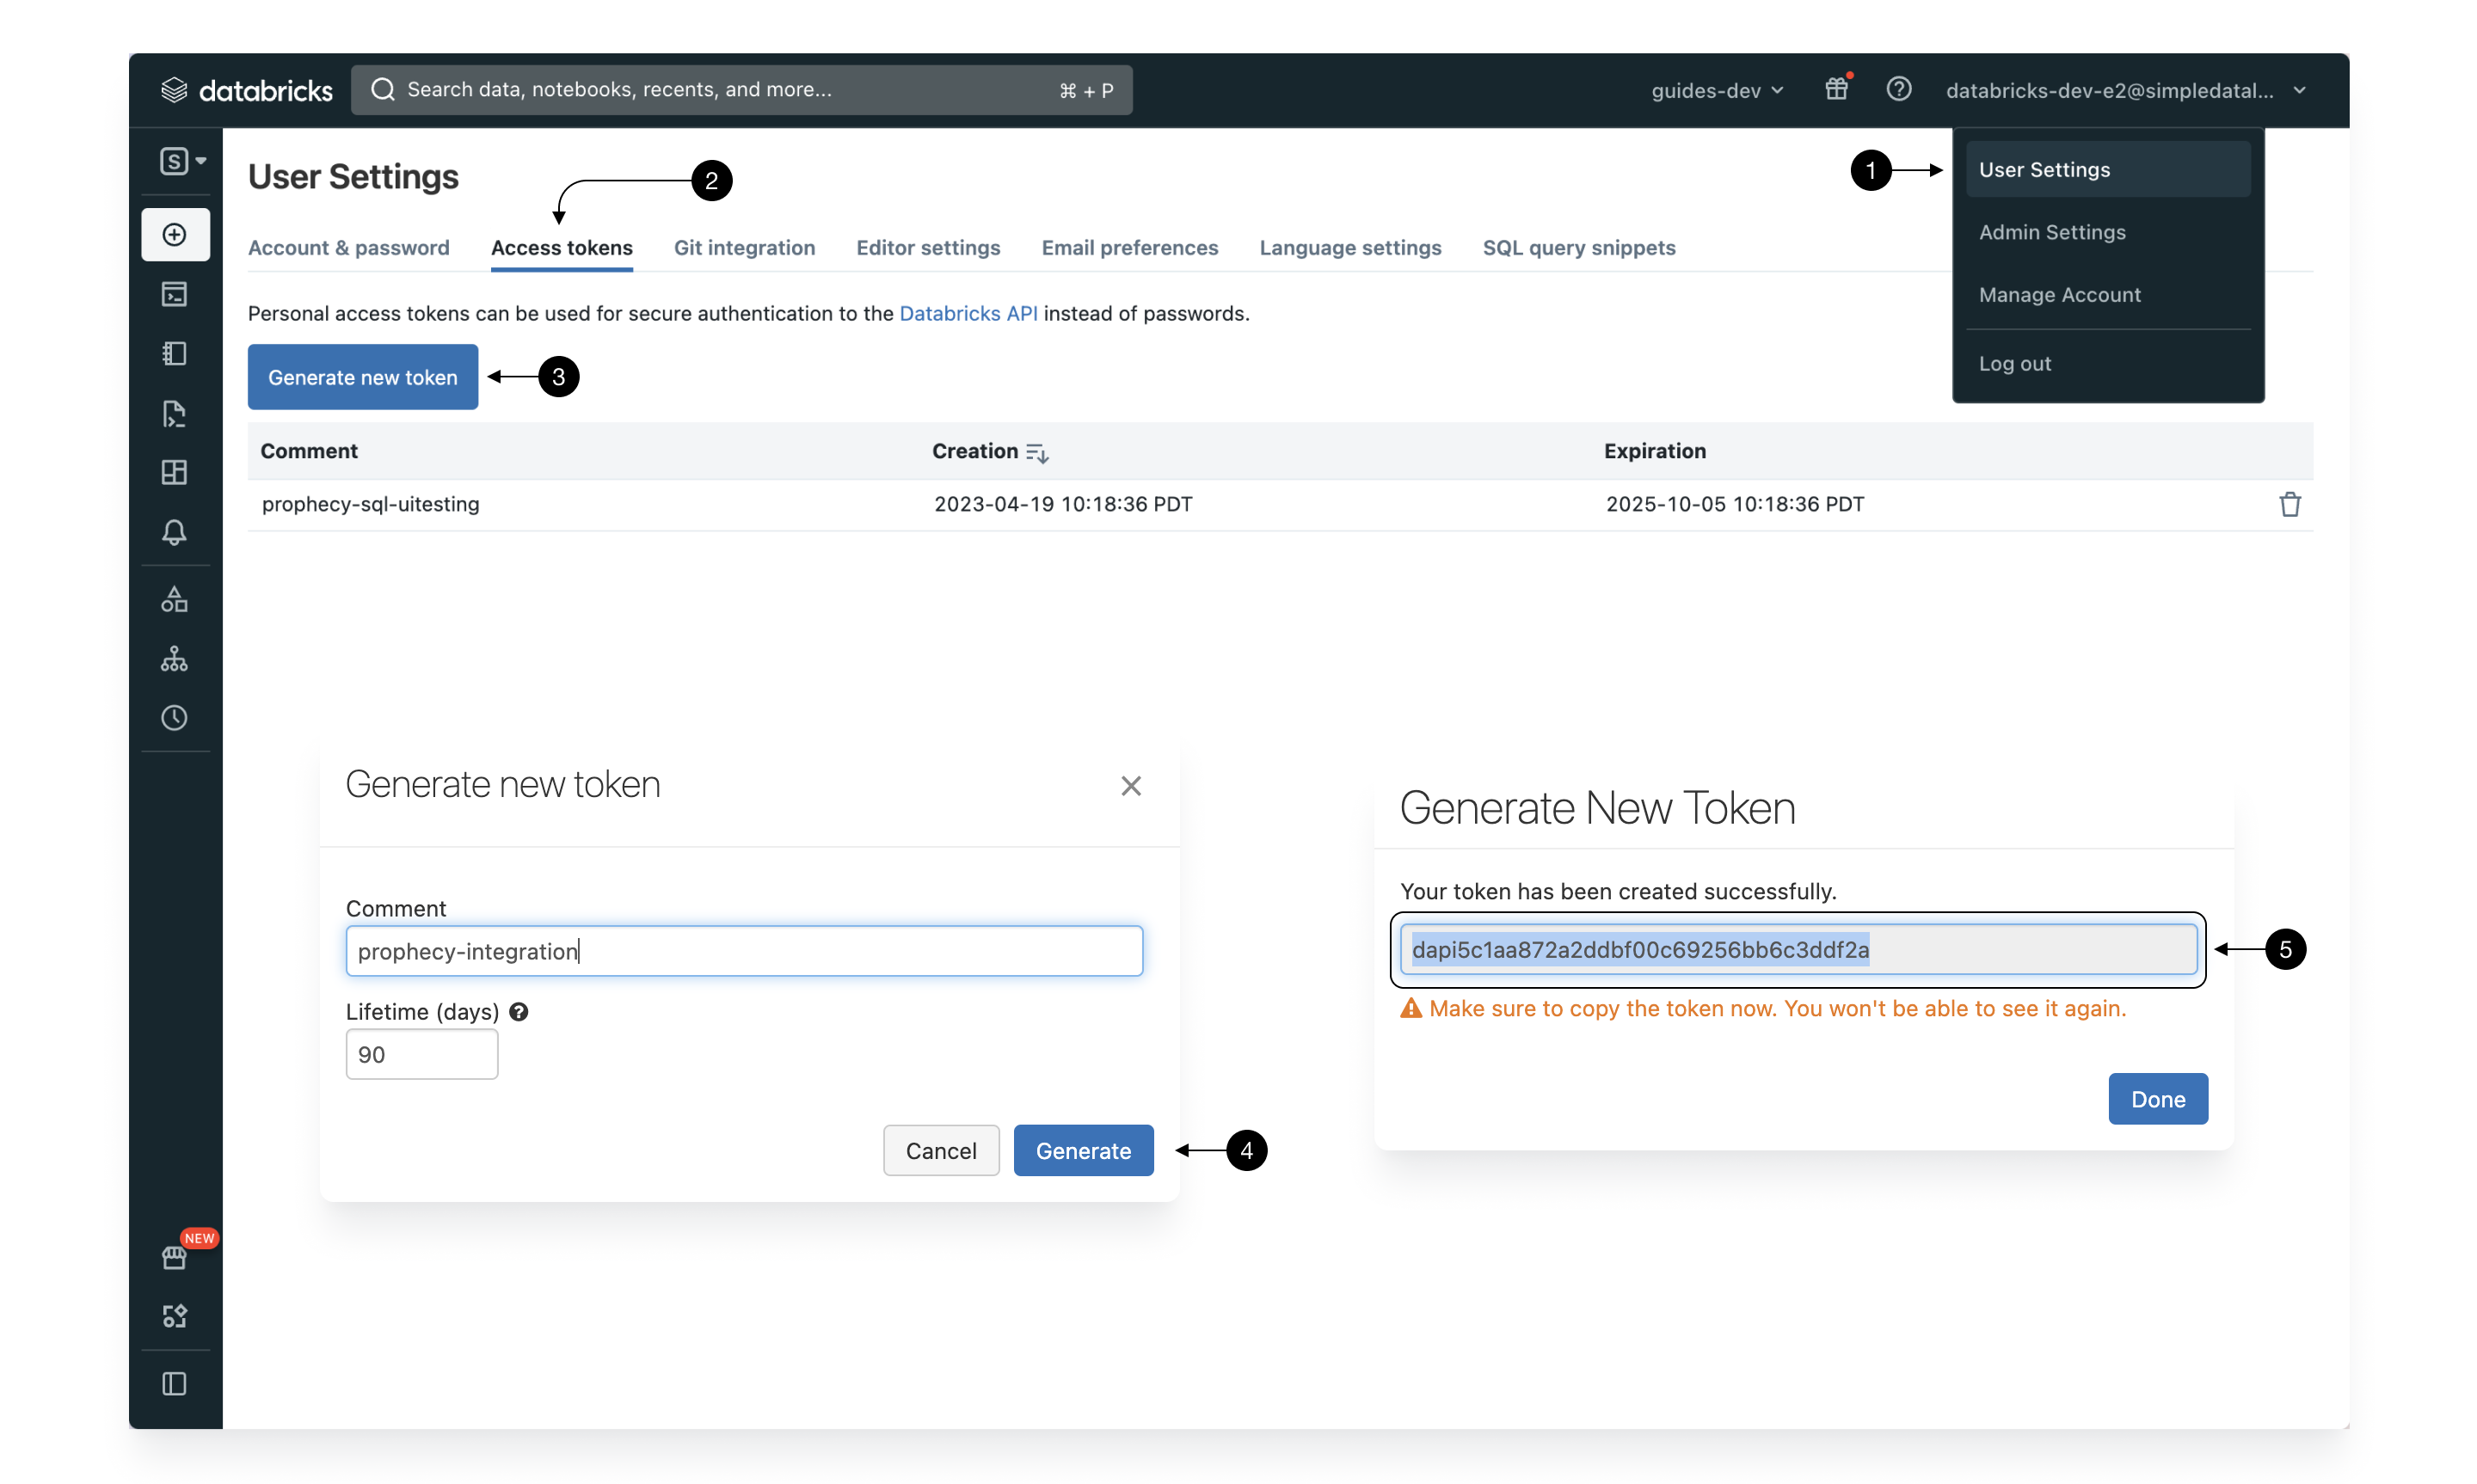 databricks
Search data, notebooks, recents, and more...
⌘ + P
guides-dev
databricks-dev-e2@simpledatal...
S
User Settings
2
1
User Settings
Admin Settings
Manage Account
Log out
Account & password
Access tokens
Git integration
Editor settings
Email preferences
Language settings
SQL query snippets
Personal access tokens can be used for secure authentication to the Databricks API instead of passwords.
Generate new token
3
Comment
Creation
Expiration
prophecy-sql-uitesting
2023-04-19 10:18:36 PDT
2025-10-05 10:18:36 PDT
Generate new token
Comment
prophecy-integration
Lifetime (days)
90
Cancel
Generate
4
Generate New Token
Your token has been created successfully.
dapi5c1aa872a2ddbf00c69256bb6c3ddf2a
5
Make sure to copy the token now. You won't be able to see it again.
Done
NEW